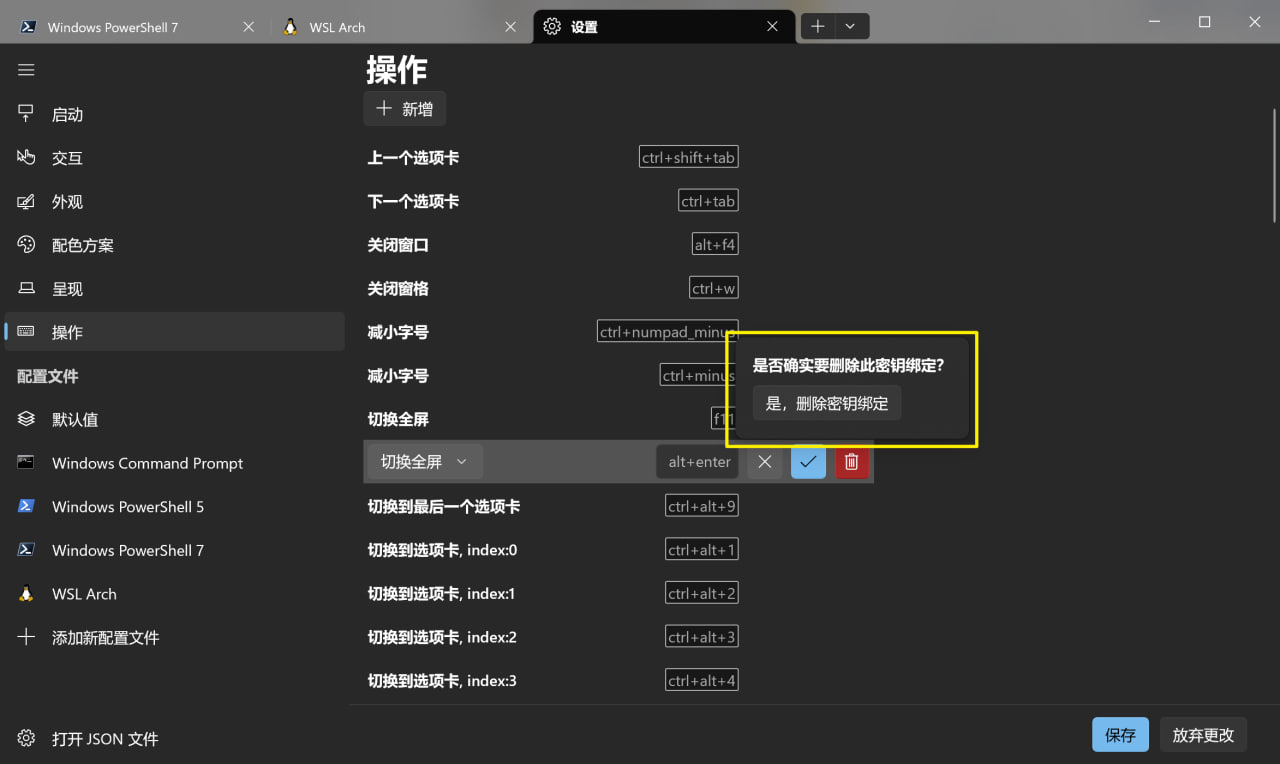 Windows PowerShell 7
WSL Arch
设置
启动
交互
外观
配色方案
呈现
操作
配置文件
默认值
Windows Command Prompt
Windows PowerShell 5
Windows PowerShell 7
WSL Arch
添加新配置文件
打开 JSON 文件
操作
新增
上一个选项卡 ctrl+shift+tab
下一个选项卡 ctrl+tab
关闭窗口 alt+f4
关闭窗格 ctrl+w
减小字号 ctrl+numpad_minus
减小字号 ctrl+minus
切换全屏 f11
是否确实要删除此密钥绑定?
是，删除密钥绑定
切换全屏 alt+enter
切换到最后一个选项卡 ctrl+alt+9
切换到选项卡, index:0 ctrl+alt+1
切换到选项卡, index:1 ctrl+alt+2
切换到选项卡, index:2 ctrl+alt+3
切换到选项卡, index:3 ctrl+alt+4
保存
放弃更改